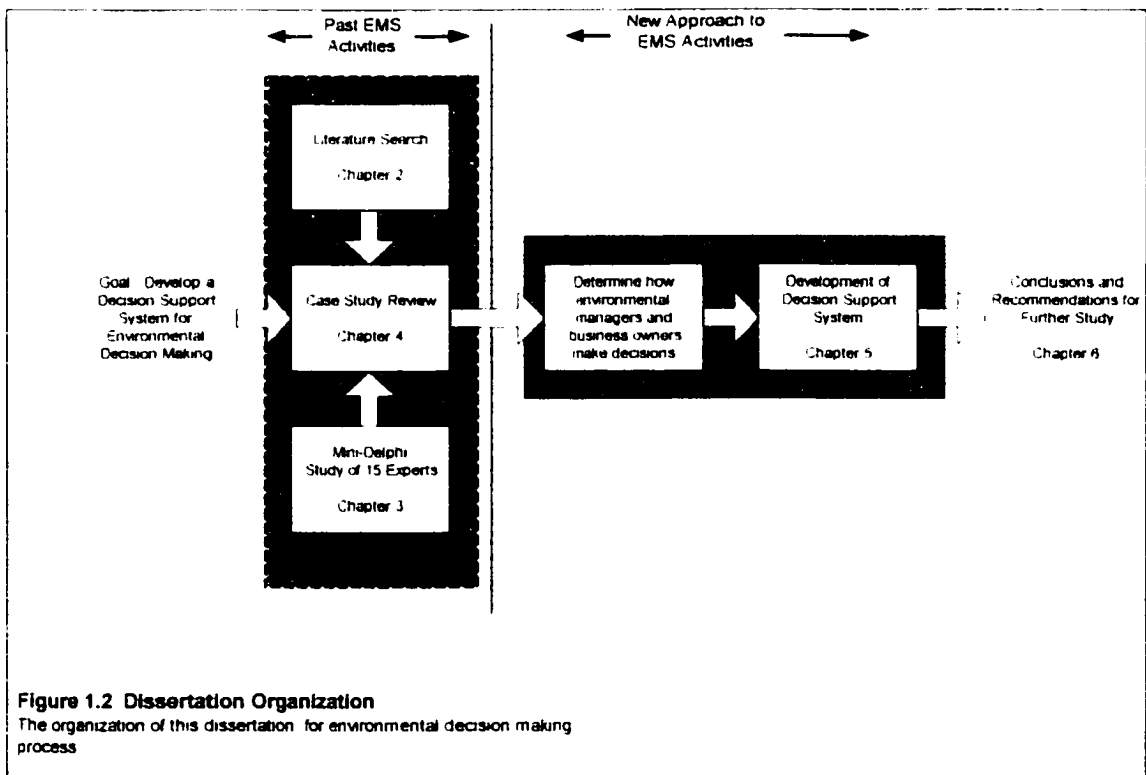 Past EMS
Activities
New Approach to
EMS Activities
Literature Search
Chapter 2
Goal Develop a
Decision Support
System for
Environmental
Decision Making
Case Study Review
Chapter 4
Mini-Delphi
Study of 15 Experts
Chapter 3
Determine how
environmental
managers and
business owners
make decisions
Development of
Decision Support
System
Chapter 5
Conclusions and
Recommendations for
Further Study
Chapter 6
Figure 1.2 Dissertation Organization
The organization of this dissertation for environmental decision making
process